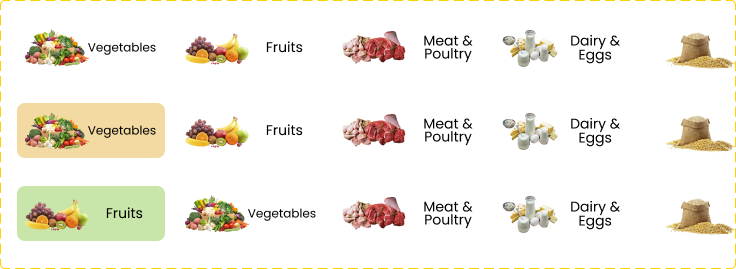 Vegetables
Fruits
Meat &
Poultry
Dairy &
Eggs
Vegetables
Fruits
Meat &
Poultry
Dairy &
Eggs
Fruits
Vegetables
Meat &
Poultry
Dairy &
Eggs